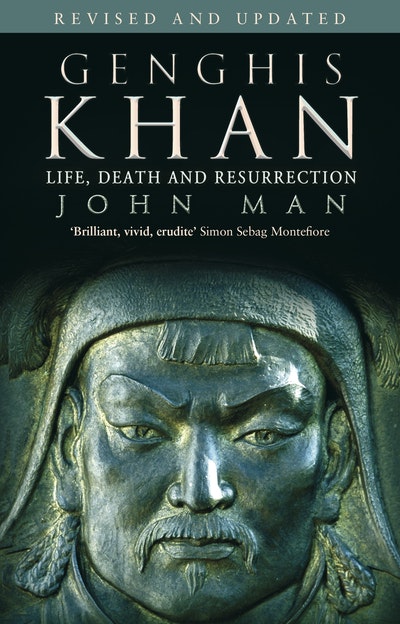 REVISED AND UPDATED
GENGHIS
KHAN
LIFE, DEATH AND RESURRECTION
JOHN MAN
‘Brilliant, vivid, erudite’ Simon Sebag Montefiore